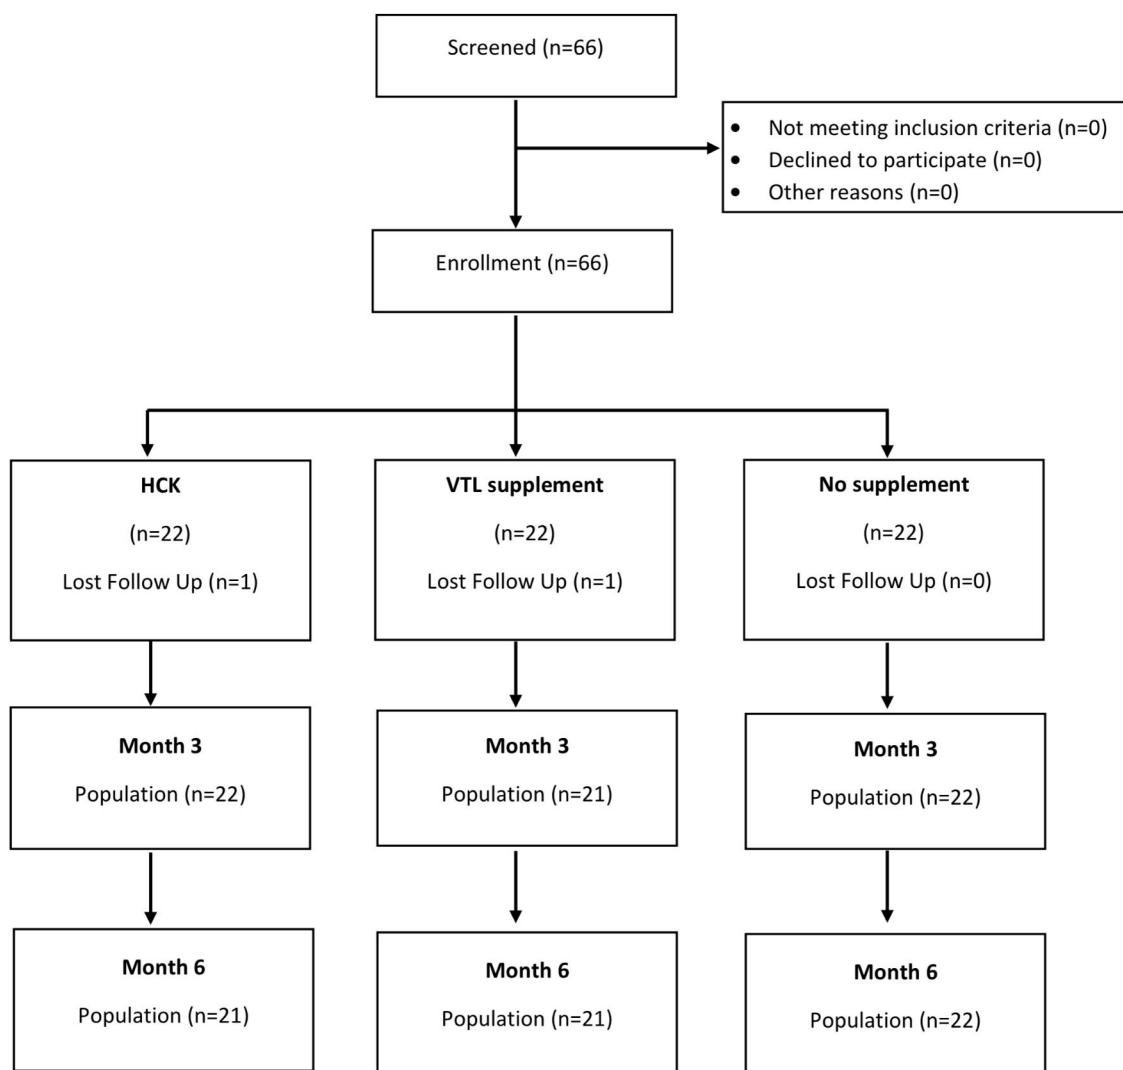 Screened (n=66)
• Not meeting inclusion criteria (n=0)
• Declined to participate (n=0)
• Other reasons (n=0)
Enrollment (n=66)
HCK
(n=22)
Lost Follow Up (n=1)
VTL supplement
(n=22)
Lost Follow Up (n=1)
No supplement
(n=22)
Lost Follow Up (n=0)
Month 3
Population (n=22)
Month 3
Population (n=21)
Month 3
Population (n=22)
Month 6
Population (n=21)
Month 6
Population (n=21)
Month 6
Population (n=22)